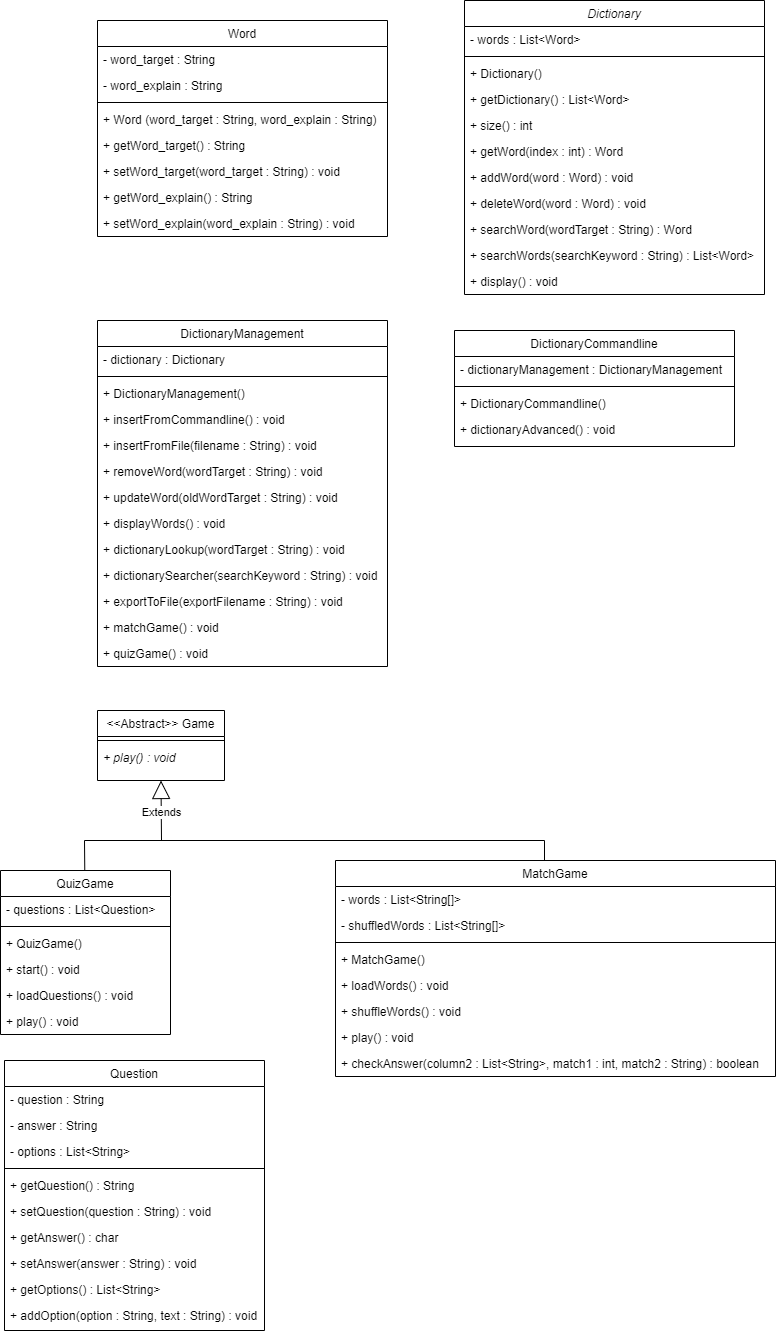 Word
- word_target : String
- word_explain : String
+ Word (word_target : String, word_explain : String)
+ getWord_target() : String
+ setWord_target(word_target : String) : void
+ getWord_explain() : String
+ setWord_explain(word_explain : String) : void
Dictionary
- words : List<Word>
+ Dictionary()
+ getDictionary() : List<Word>
+ size() : int
+ getWord(index : int) : Word
+ addWord(word : Word) : void
+ deleteWord(word : Word) : void
+ searchWord(wordTarget : String) : Word
+ searchWords(searchKeyword : String) : List<Word>
+ display() : void
DictionaryManagement
- dictionary : Dictionary
+ DictionaryManagement()
+ insertFromCommandline() : void
+ insertFromFile(filename : String) : void
+ removeWord(wordTarget : String) : void
+ updateWord(oldWordTarget : String) : void
+ displayWords() : void
+ dictionaryLookup(wordTarget : String) : void
+ dictionarySearcher(searchKeyword : String) : void
+ exportToFile(exportFilename : String) : void
+ matchGame() : void
+ quizGame() : void
DictionaryCommandline
- dictionaryManagement : DictionaryManagement
+ DictionaryCommandline()
+ dictionaryAdvanced() : void
<<Abstract>> Game
+ play() : void
Extends
QuizGame
- questions : List<Question>
+ QuizGame()
+ start() : void
+ loadQuestions() : void
+ play() : void
MatchGame
- words : List<String[]>
- shuffledWords : List<String[]>
+ MatchGame()
+ loadWords() : void
+ shuffleWords() : void
+ play() : void
+ checkAnswer(column2 : List<String>, match1 : int, match2 : String) : boolean
Question
- question : String
- answer : String
- options : List<String>
+ getQuestion() : String
+ setQuestion(question : String) : void
+ getAnswer() : char
+ setAnswer(answer : String) : void
+ getOptions() : List<String>
+ addOption(option : String, text : String) : void